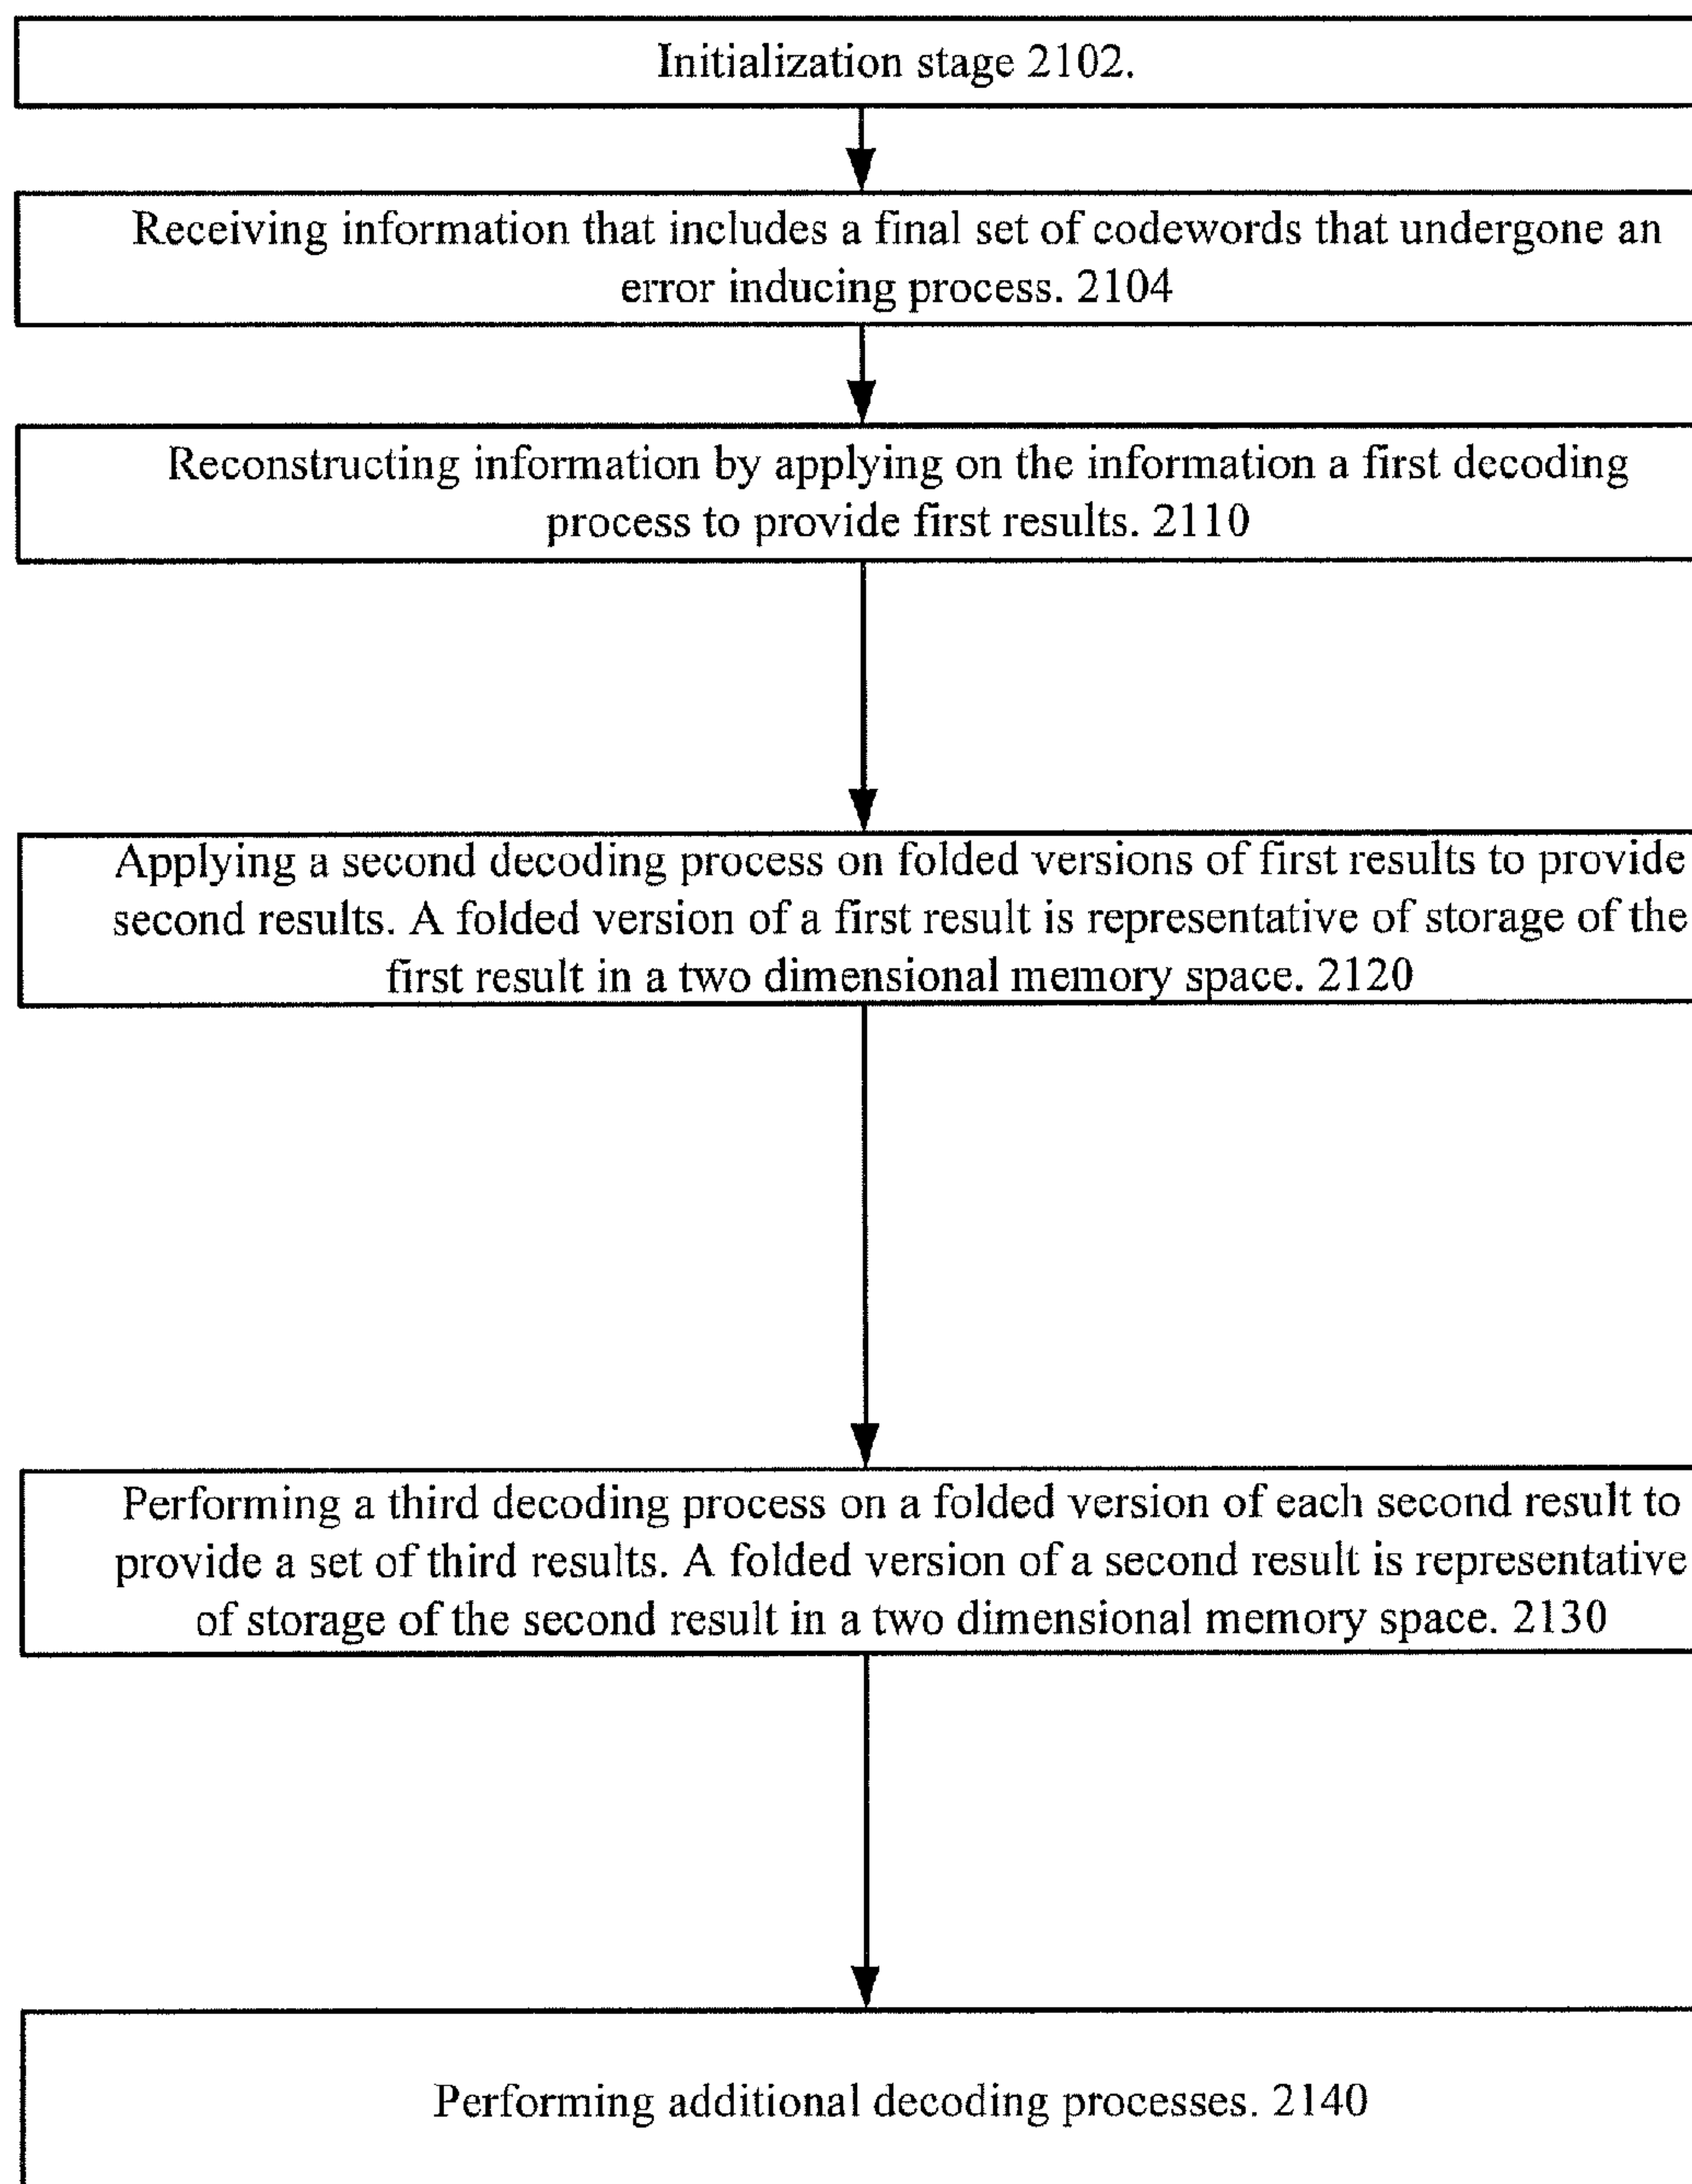 Initialization stage 2102.
Receiving information that includes a final set of codewords that undergone an
error inducing process. 2104
Reconstructing information by applying on the information a first decoding
process to provide first results. 2110
Applying a second decoding process on folded versions of first results to provide
second results. A folded version of a first result is representative of storage of the
first result in a two dimensional memory space. 2120
Performing a third decoding process on a folded version of each second result to
provide a set of third results. A folded version of a second result is representative
of storage of the second result in a two dimensional memory space. 2130
Performing additional decoding processes. 2140